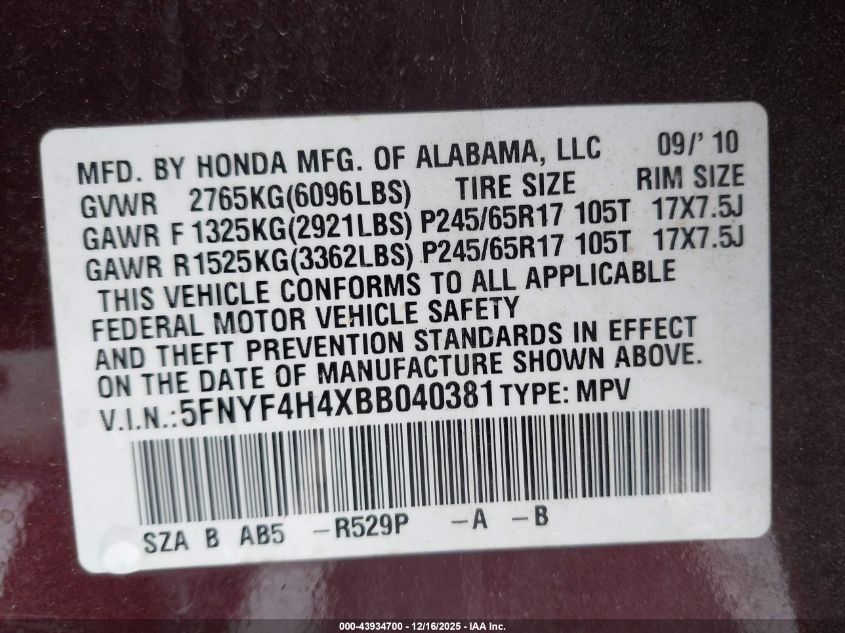 MFD. BY HONDA MFG. OF ALABAMA, LLC 09/' 10
GVWR 2765KG(6096LBS) TIRE SIZE RIM SIZE
GAWR F 1325KG(2921LBS) P245/65R17 105T 17X7.5J
GAWR R1525KG(3362LBS) P245/65R17 105T 17X7.5J
THIS VEHICLE CONFORMS TO ALL APPLICABLE
FEDERAL MOTOR VEHICLE SAFETY
AND THEFT PREVENTION STANDARDS IN EFFECT
ON THE DATE OF MANUFACTURE SHOWN ABOVE.
V.I.N.:5FNYF4H4XBB040381 TYPE: MPV
SZA B AB5 -R529P -A -B
000-43934700 - 12/16/2025 - IAA Inc.